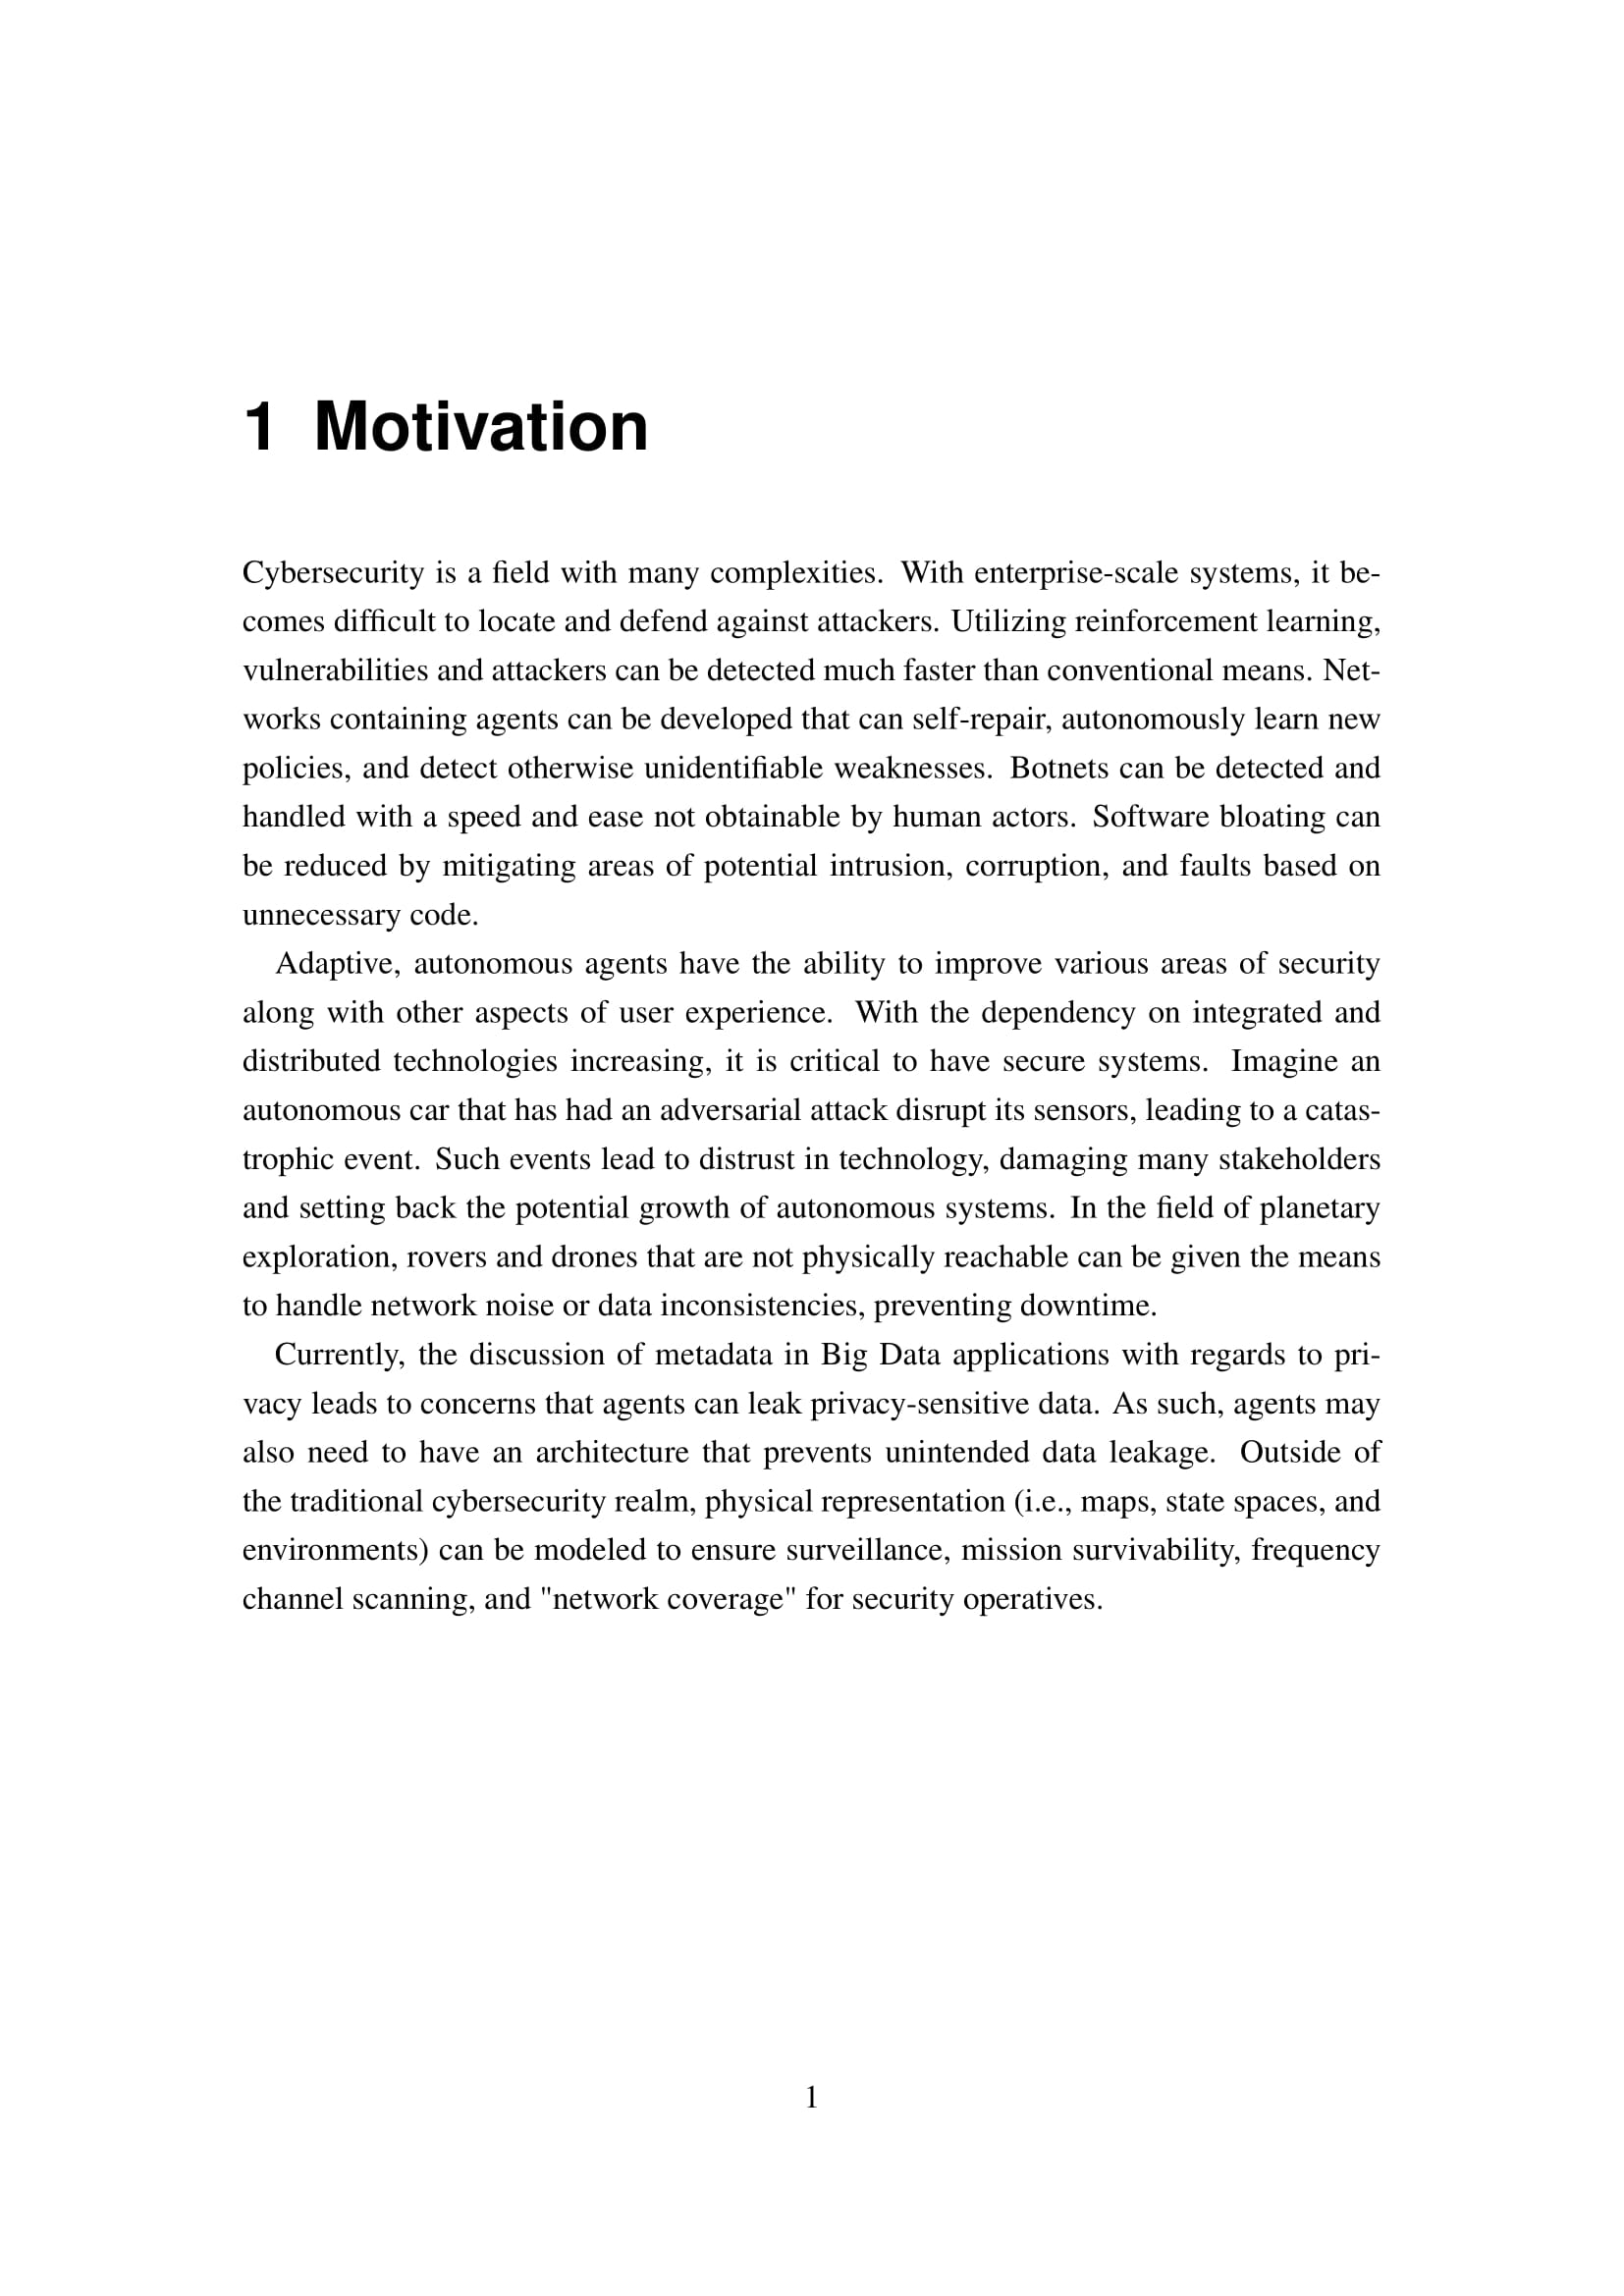 1 Motivation
Cybersecurity is a field with many complexities. With enterprise-scale systems, it be-
comes difficult to locate and defend against attackers. Utilizing reinforcement learning,
vulnerabilities and attackers can be detected much faster than conventional means. Net-
works containing agents can be developed that can self-repair, autonomously learn new
policies, and detect otherwise unidentifiable weaknesses. Botnets can be detected and
handled with a speed and ease not obtainable by human actors. Software bloating can
be reduced by mitigating areas of potential intrusion, corruption, and faults based on
unnecessary code.
Adaptive, autonomous agents have the ability to improve various areas of security
along with other aspects of user experience. With the dependency on integrated and
distributed technologies increasing, it is critical to have secure systems. Imagine an
autonomous car that has had an adversarial attack disrupt its sensors, leading to a catas-
trophic event. Such events lead to distrust in technology, damaging many stakeholders
and setting back the potential growth of autonomous systems. In the field of planetary
exploration, rovers and drones that are not physically reachable can be given the means
to handle network noise or data inconsistencies, preventing downtime.
Currently, the discussion of metadata in Big Data applications with regards to pri-
vacy leads to concerns that agents can leak privacy-sensitive data. As such, agents may
also need to have an architecture that prevents unintended data leakage. Outside of
the traditional cybersecurity realm, physical representation (i.e., maps, state spaces, and
environments) can be modeled to ensure surveillance, mission survivability, frequency
channel scanning, and "network coverage" for security operatives.
1